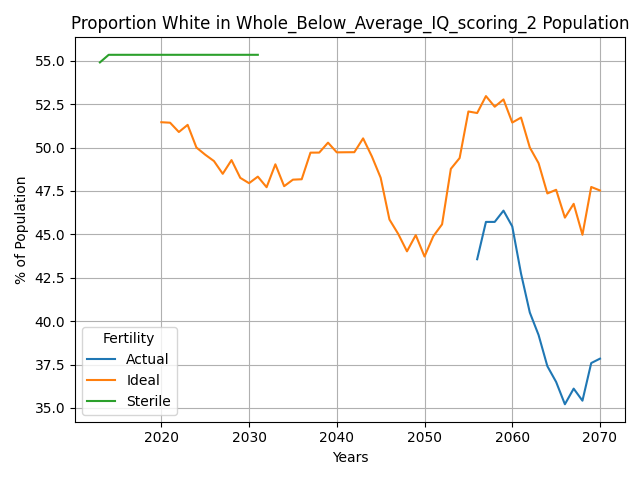 Proportion White in Whole_Below_Average_IQ_scoring_2 Population
% of Population
55.0
52.5
50.0
47.5
45.0
42.5
40.0
37.5
35.0
Fertility
Actual
Ideal
Sterile
2020 2030 2040 2050 2060 2070
Years